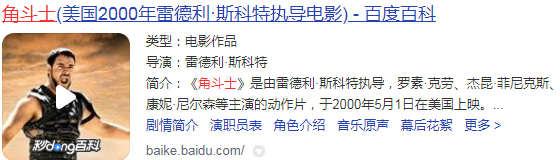 角斗士(美国2000年雷德利·斯科特执导电影) - 百度百科
类型：电影作品
导演：雷德利·斯科特
简介：《角斗士》是由雷德利·斯科特执导，罗素·克劳、杰昆·菲尼克斯、
康妮·尼尔森等主演的动作片，于2000年5月1日在美国上映。...
剧情简介 演职员表 角色介绍 音乐原声 幕后花絮 更多 >
秒dong百科
baike.baidu.com/